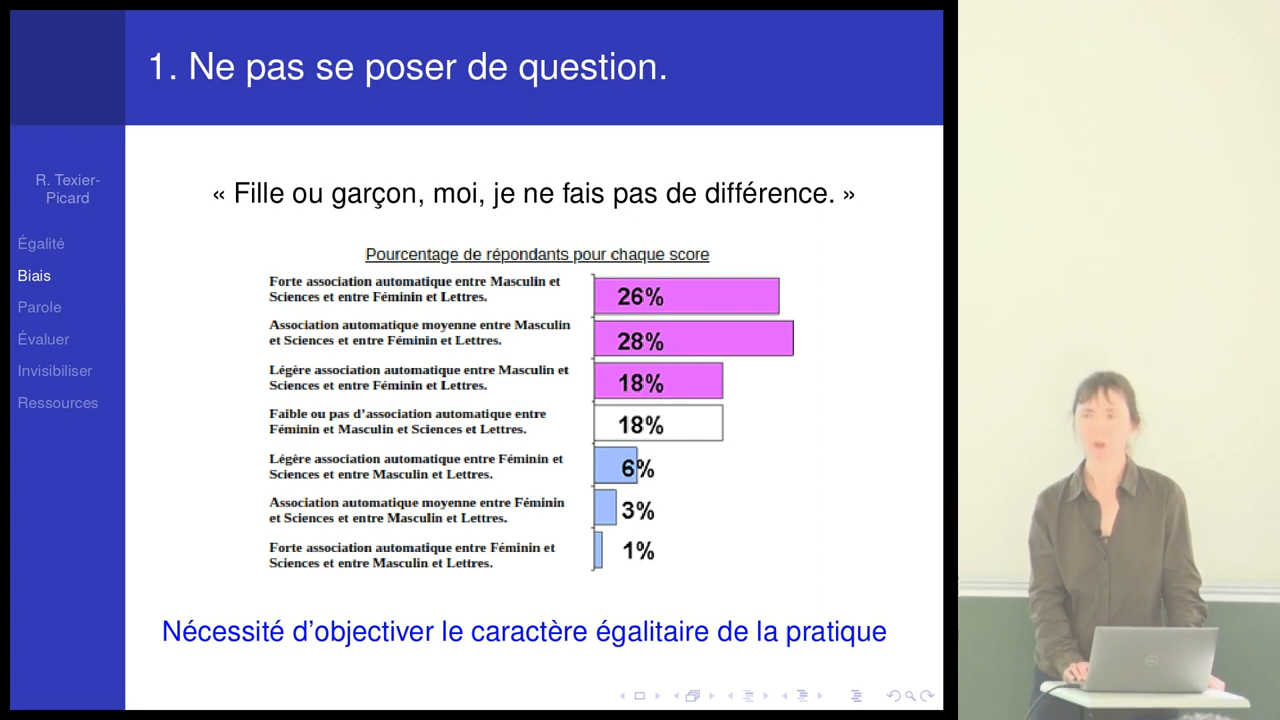 1. Ne pas se poser de question.
R. Texier-
Picard
Égalité
Biais
Parole
Évaluer
Invisibiliser
Ressources
« Fille ou garçon, moi, je ne fais pas de différence. »
Pourcentage de répondants pour chaque score
Forte association automatique entre Masculin et
Sciences et entre Féminin et Lettres.
26%
Association automatique moyenne entre Masculin
et Sciences et entre Féminin et Lettres.
28%
Légère association automatique entre Masculin et
Sciences et entre Féminin et Lettres.
18%
Faible ou pas d'association automatique entre
Féminin et Masculin et Sciences et Lettres.
18%
Légère association automatique entre Féminin et
Sciences et entre Masculin et Lettres.
6%
Association automatique moyenne entre Féminin
et Sciences et entre Masculin et Lettres.
3%
Forte association automatique entre Féminin et
Sciences et entre Masculin et Lettres.
1%
Nécessité d'objectiver le caractère égalitaire de la pratique